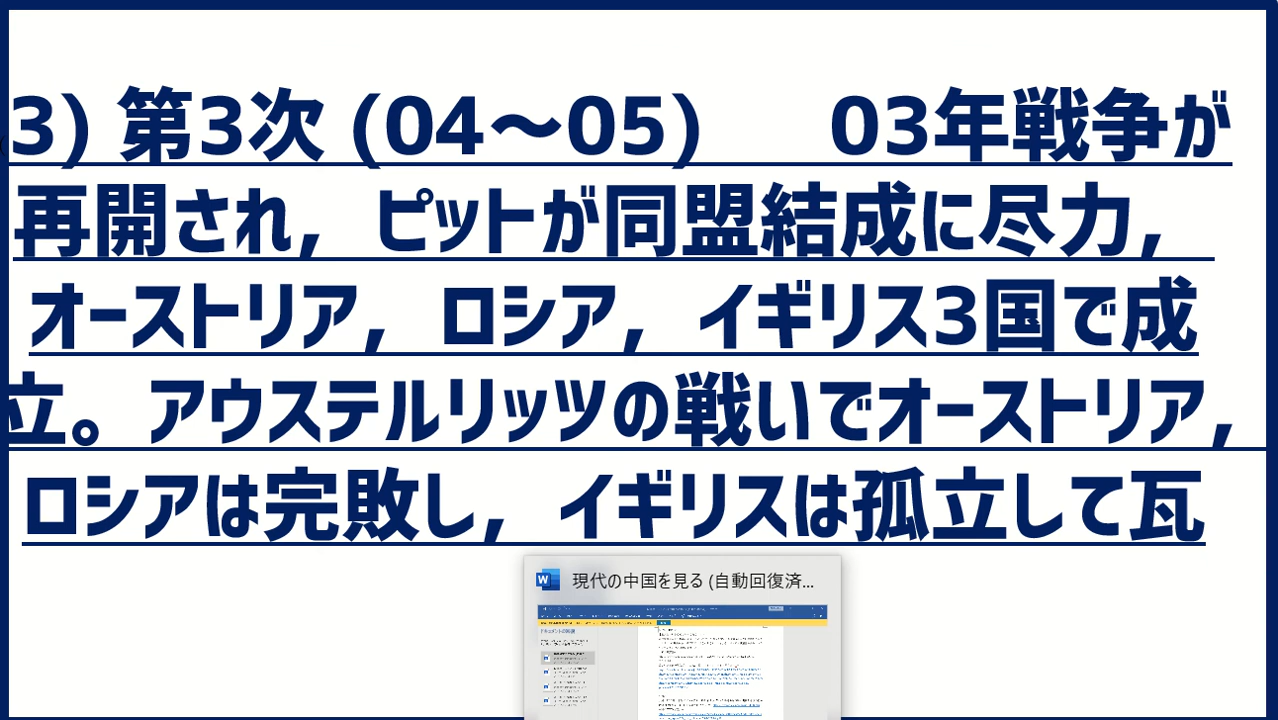 3) 第3次 (04～05)　　03年戦争が
再開され，ピットが同盟結成に尽力，
オーストリア，ロシア，イギリス3国で成
立。アウステルリッツの戦いでオーストリア，
ロシアは完敗し，イギリスは孤立して瓦
現代の中国を見る (自動回復済...